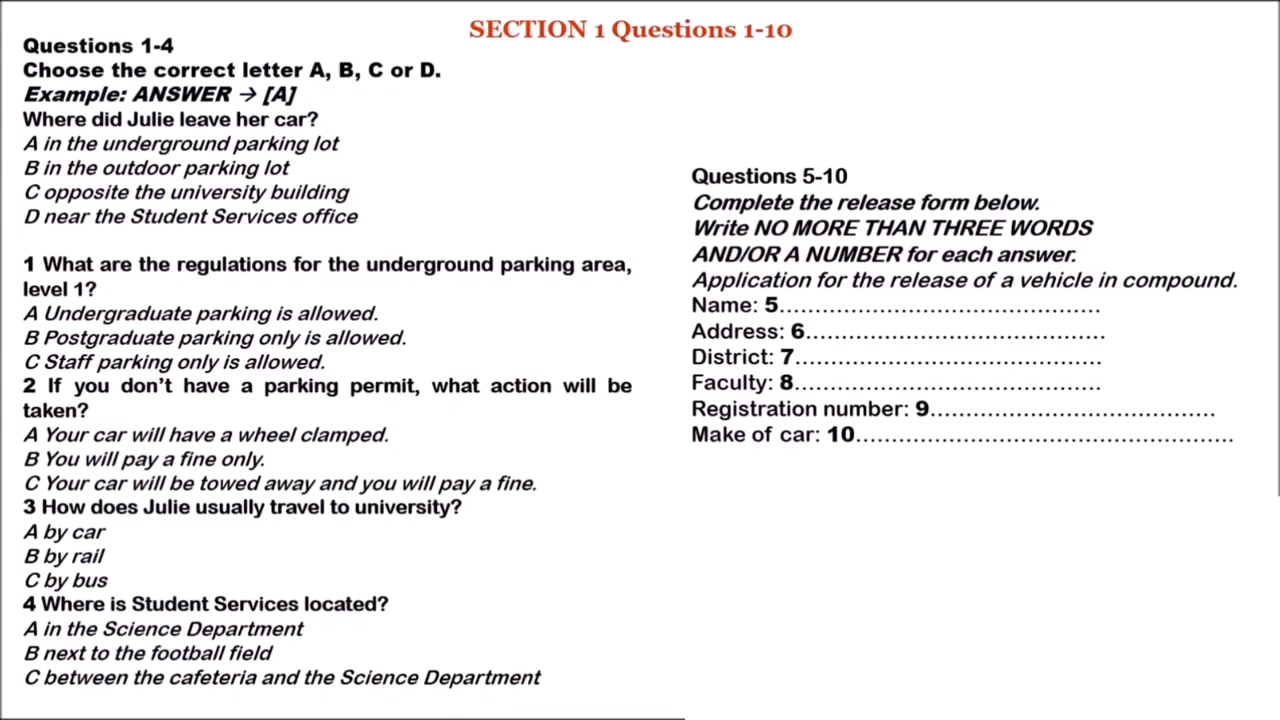 SECTION 1 Questions 1-10
Questions 1-4
Choose the correct letter A, B, C or D.
Example: ANSWER → [A]
Where did Julie leave her car?
A in the underground parking lot
B in the outdoor parking lot
C opposite the university building
D near the Student Services office
1 What are the regulations for the underground parking area,
level 1?
A Undergraduate parking is allowed.
B Postgraduate parking only is allowed.
C Staff parking only is allowed.
2 If you don't have a parking permit, what action will be
taken?
A Your car will have a wheel clamped.
B You will pay a fine only.
C Your car will be towed away and you will pay a fine.
3 How does Julie usually travel to university?
A by car
B by rail
C by bus
4 Where is Student Services located?
A in the Science Department
B next to the football field
C between the cafeteria and the Science Department
Questions 5-10
Complete the release form below.
Write NO MORE THAN THREE WORDS
AND/OR A NUMBER for each answer.
Application for the release of a vehicle in compound.
Name: 5.............................................
Address: 6..........................................
District: 7...........................................
Faculty: 8...........................................
Registration number: 9........................................
Make of car: 10.....................................................